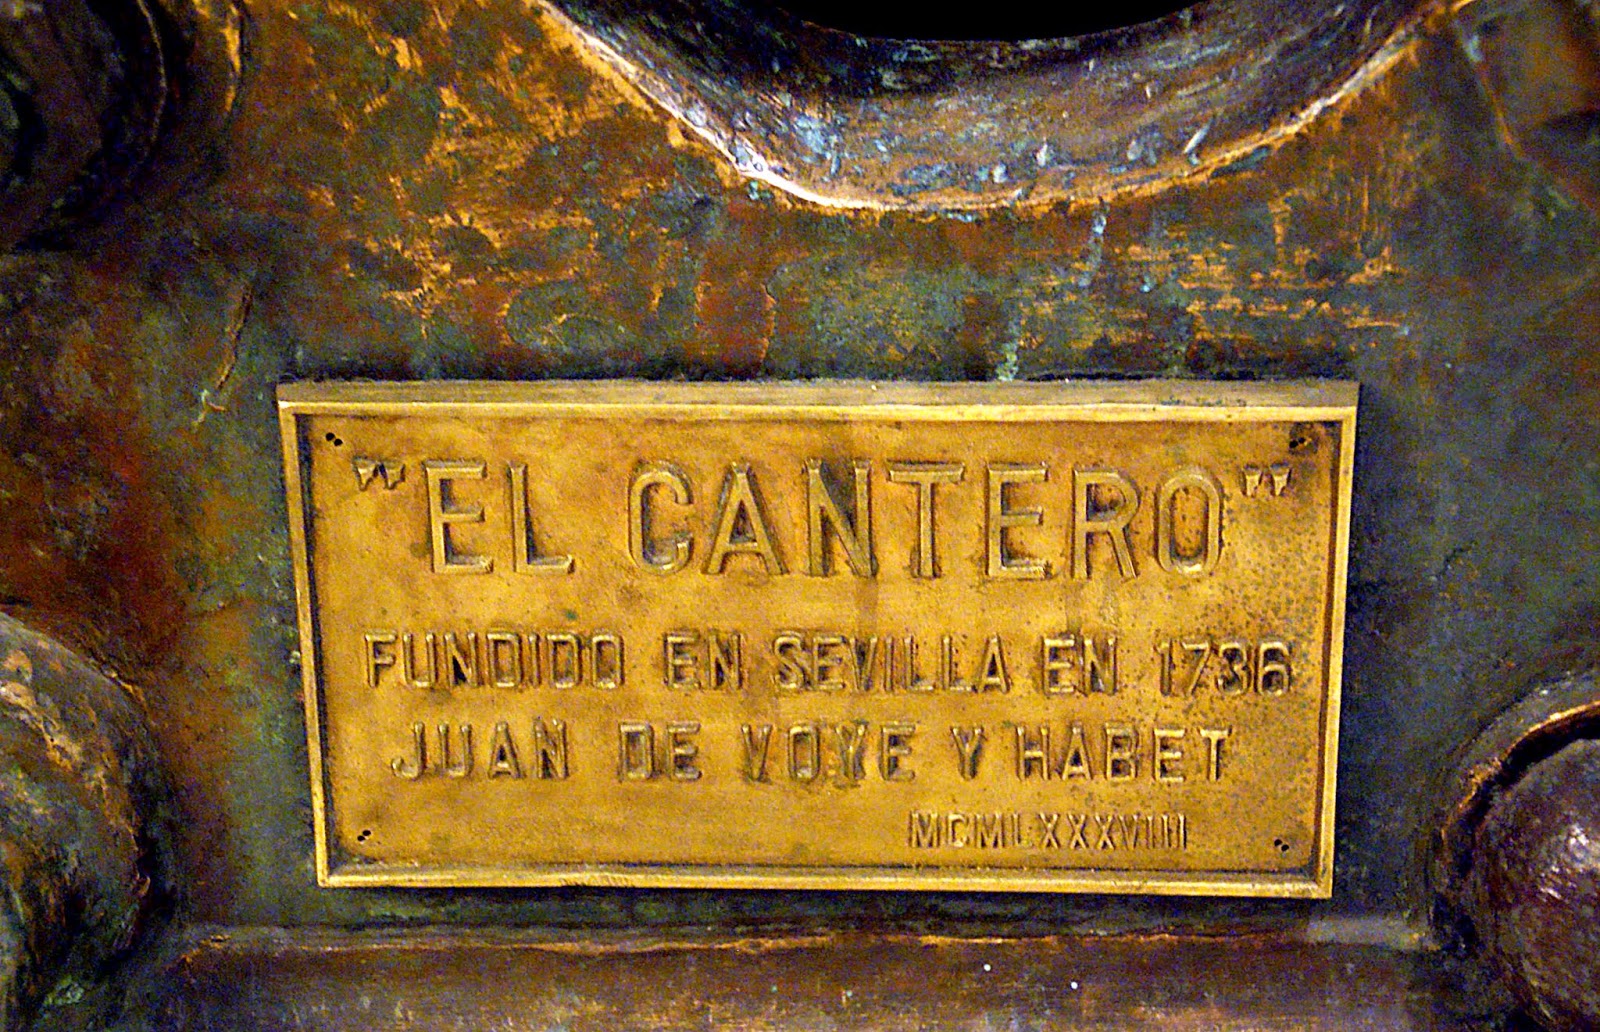 "EL CANTERO"
FUNDIDO EN SEVILLA EN 1736
JUAN DE VOYE Y HABET
MCMLXXXVIII